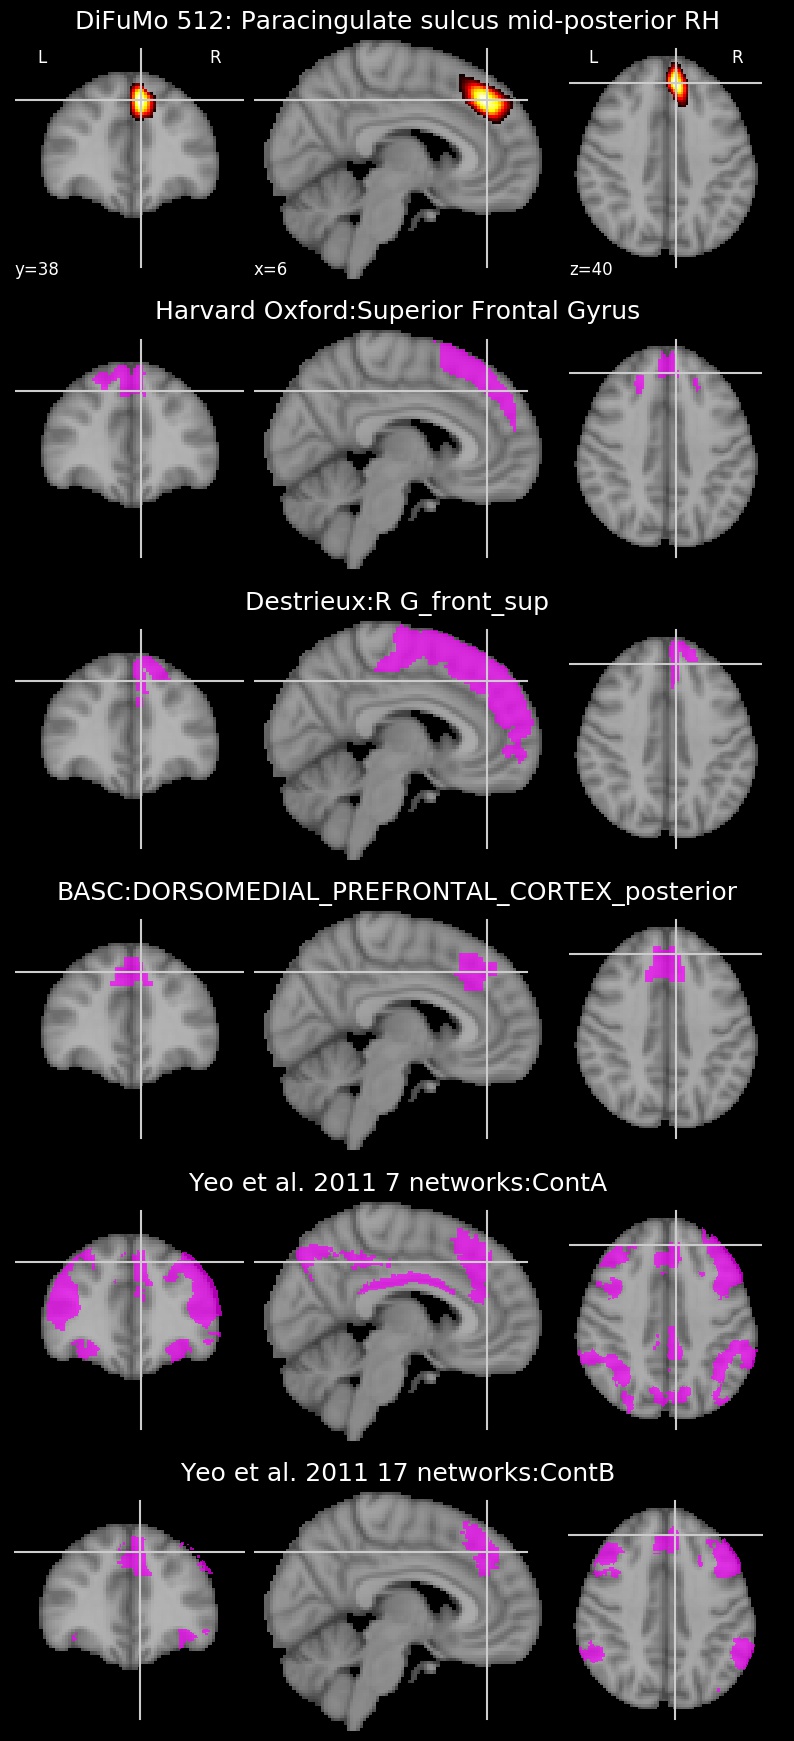 DiFuMo 512: Paracingulate sulcus mid-posterior RH
L R L R
y=38 x=6 z=40
Harvard Oxford:Superior Frontal Gyrus
Destrieux:R G_front_sup
BASC:DORSOMEDIAL_PREFRONTAL_CORTEX_posterior
Yeo et al. 2011 7 networks:ContA
Yeo et al. 2011 17 networks:ContB